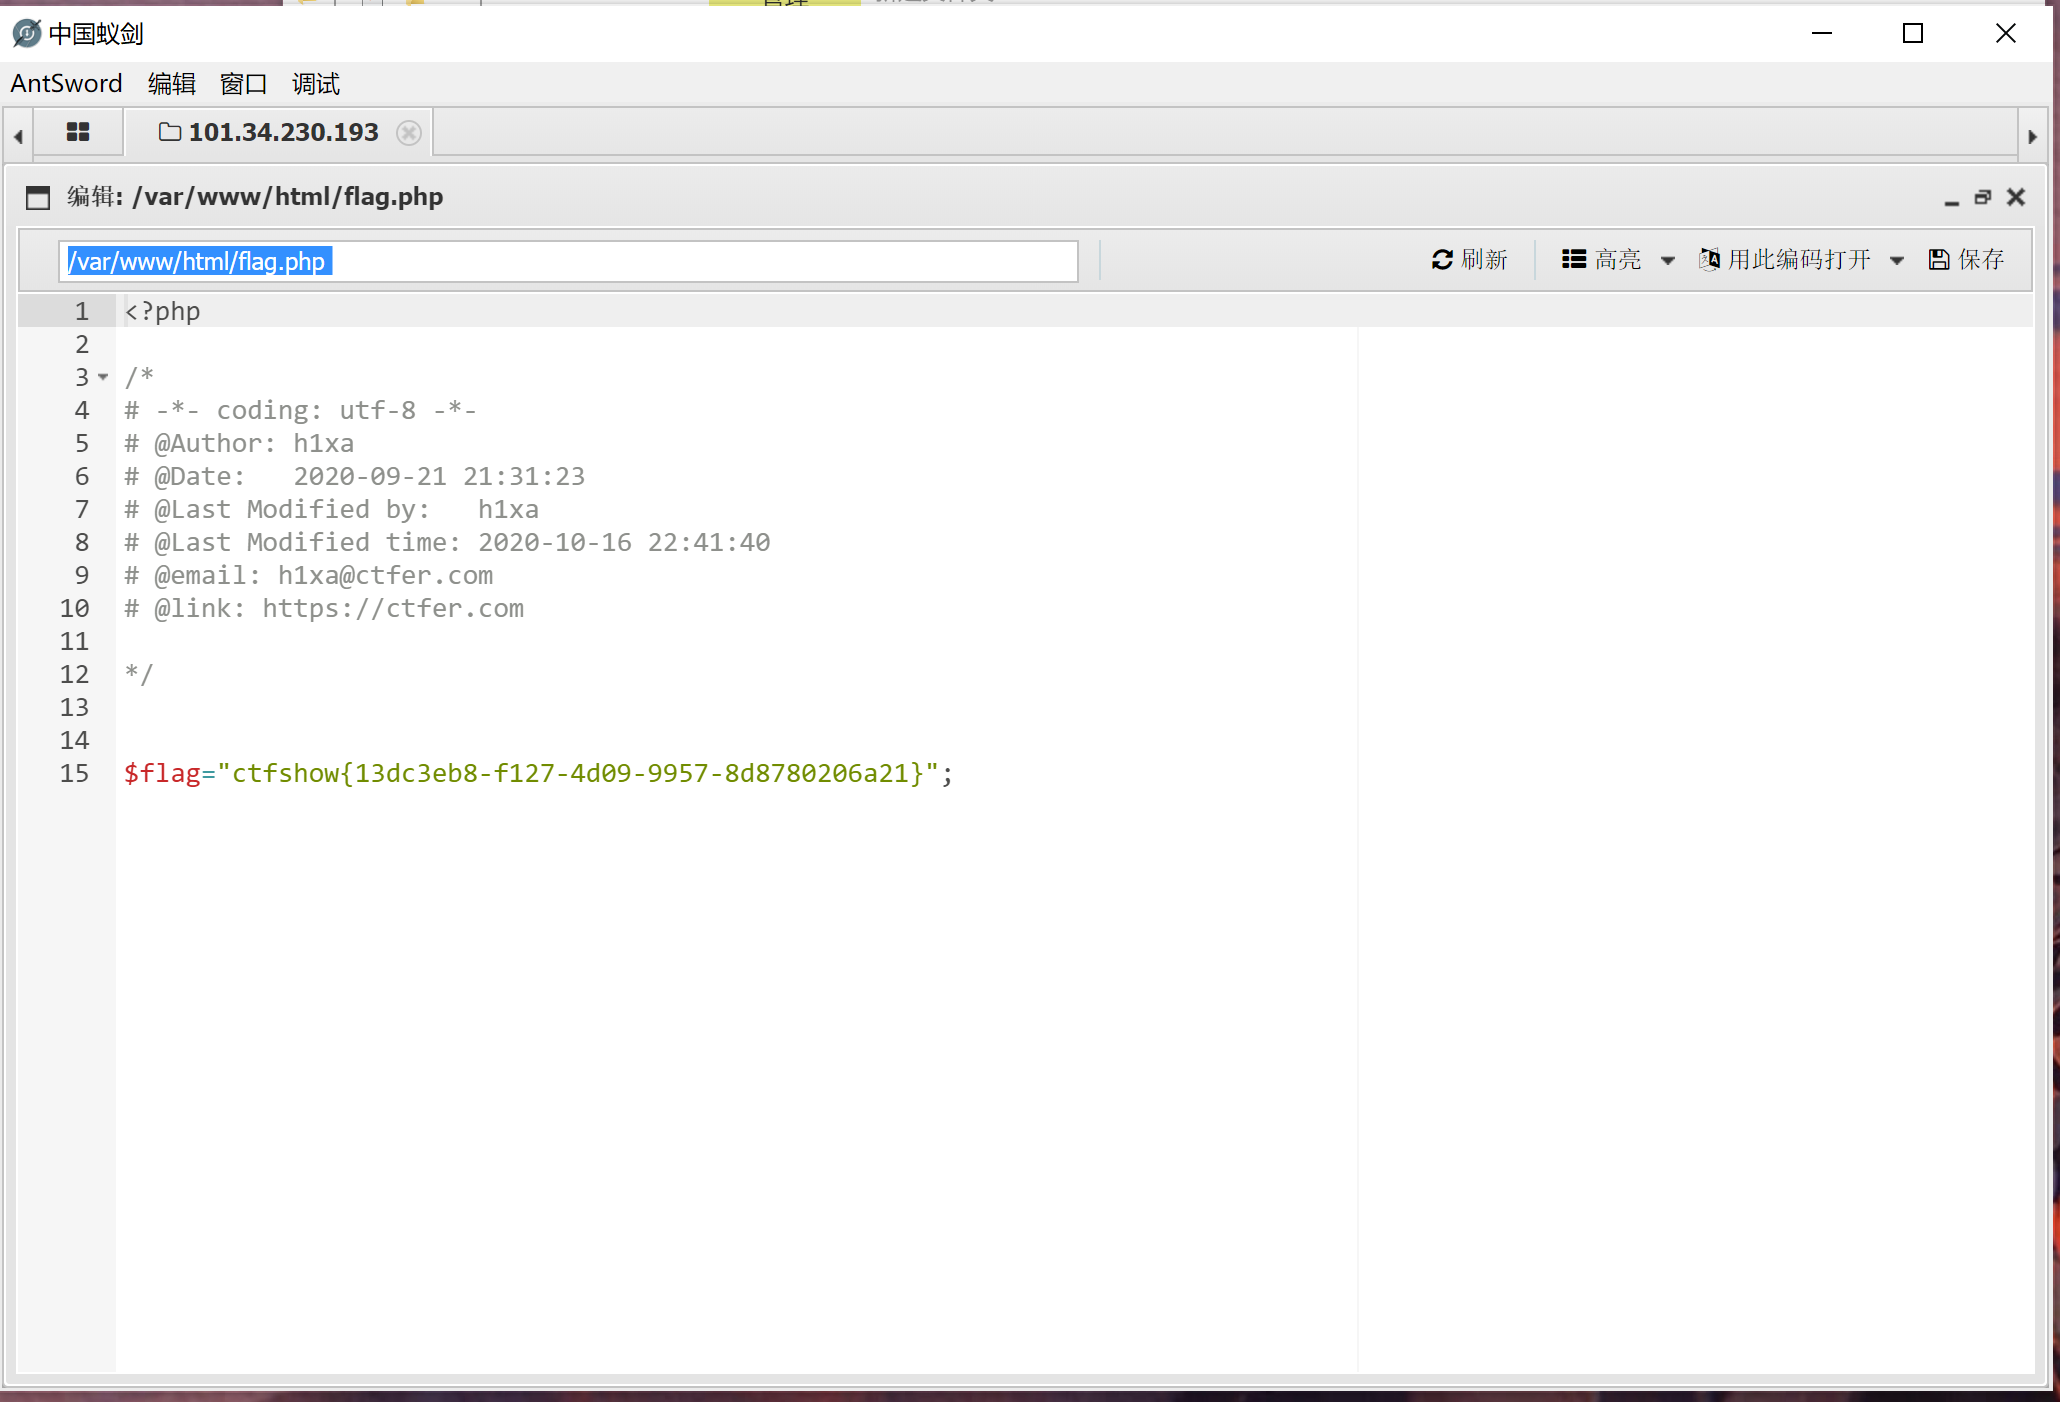 管理
中国蚁剑
AntSword 编辑 窗口 调试
101.34.230.193
编辑: /var/www/html/flag.php
/var/www/html/flag.php 刷新 高亮 用此编码打开 保存
1 <?php
2
3 /*
4 # -*- coding: utf-8 -*-
5 # @Author: h1xa
6 # @Date:   2020-09-21 21:31:23
7 # @Last Modified by:   h1xa
8 # @Last Modified time: 2020-10-16 22:41:40
9 # @email: h1xa@ctfer.com
10 # @link: https://ctfer.com
11
12 */
13
14
15 $flag="ctfshow{13dc3eb8-f127-4d09-9957-8d8780206a21}";